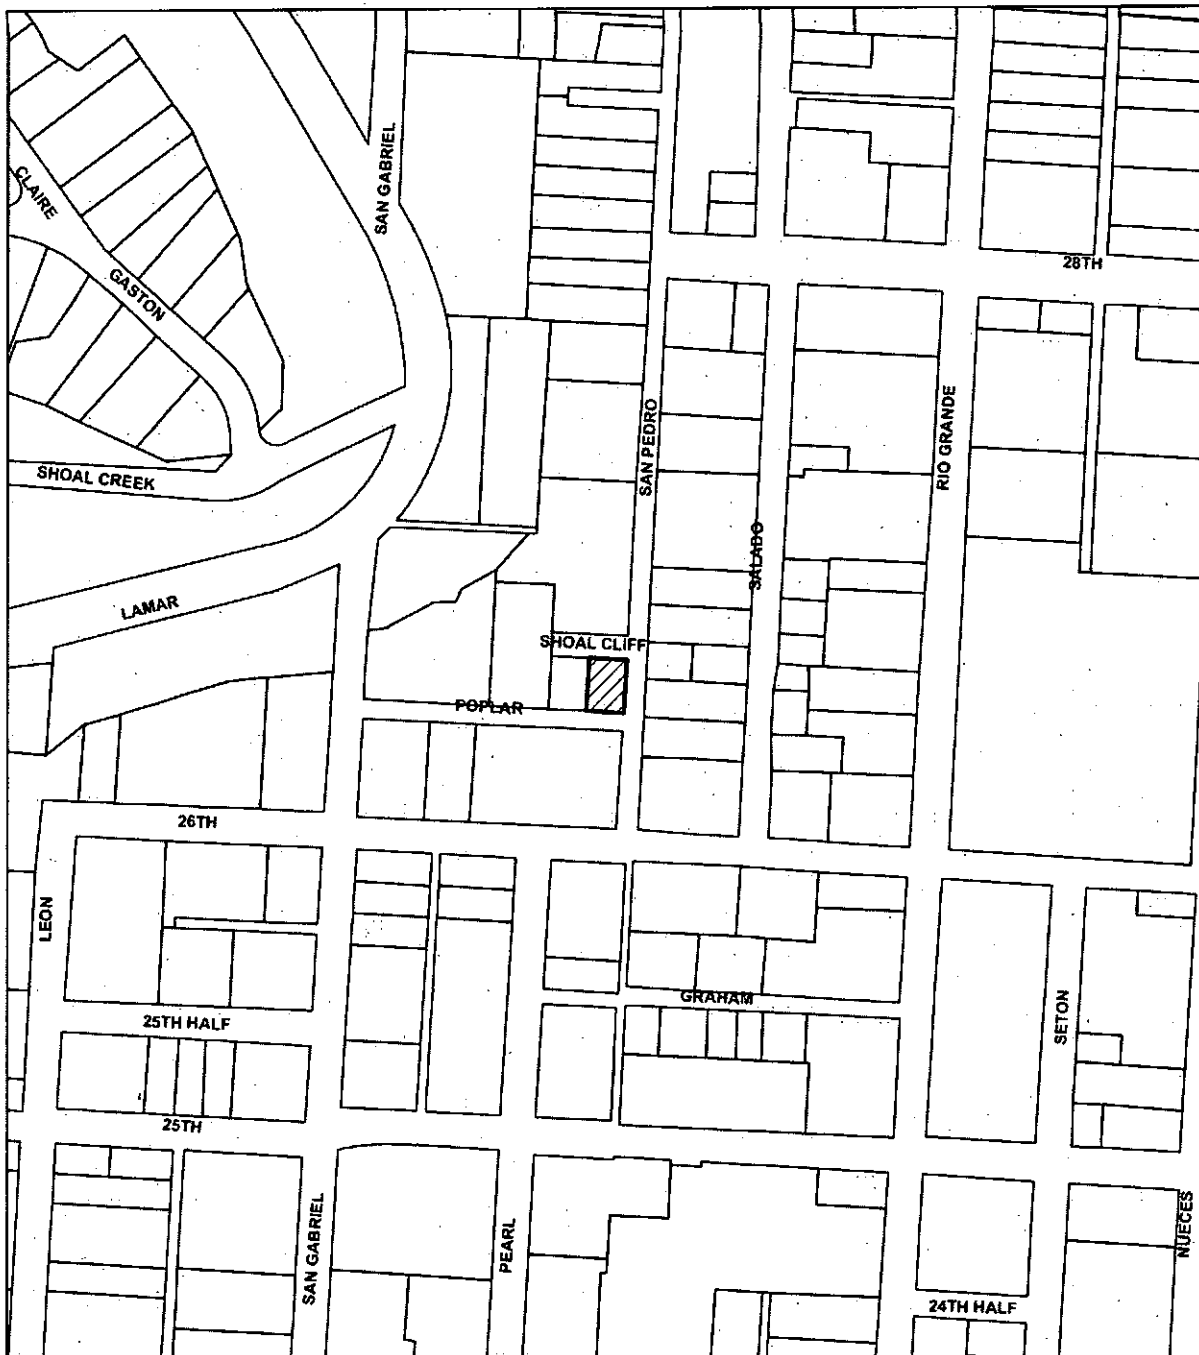 SAN GABRIEL
CLAIRE
GASTON
28TH
SAN PEDRO
RIO GRANDE
SHOAL CREEK
SALADO
LAMAR
SHOAL CLIFF
POPLAR
26TH
LEON
GRAHAM
SETON
25TH HALF
25TH
SAN GABRIEL
PEARL
NUECES
24TH HALF